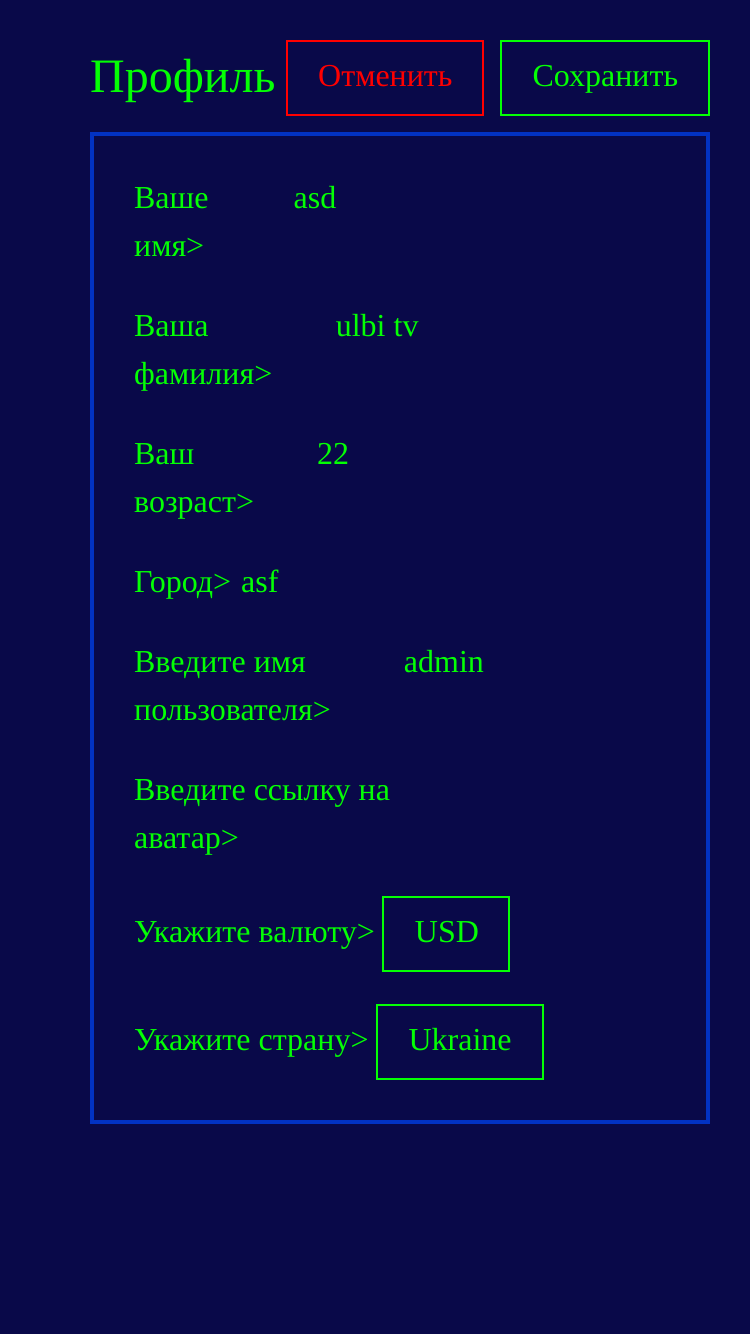 Профиль Отменить Сохранить
Ваше asd
имя>
Ваша ulbi tv
фамилия>
Ваш 22
возраст>
Город> asf
Введите имя admin
пользователя>
Введите ссылку на
аватар>
Укажите валюту> USD
Укажите страну> Ukraine